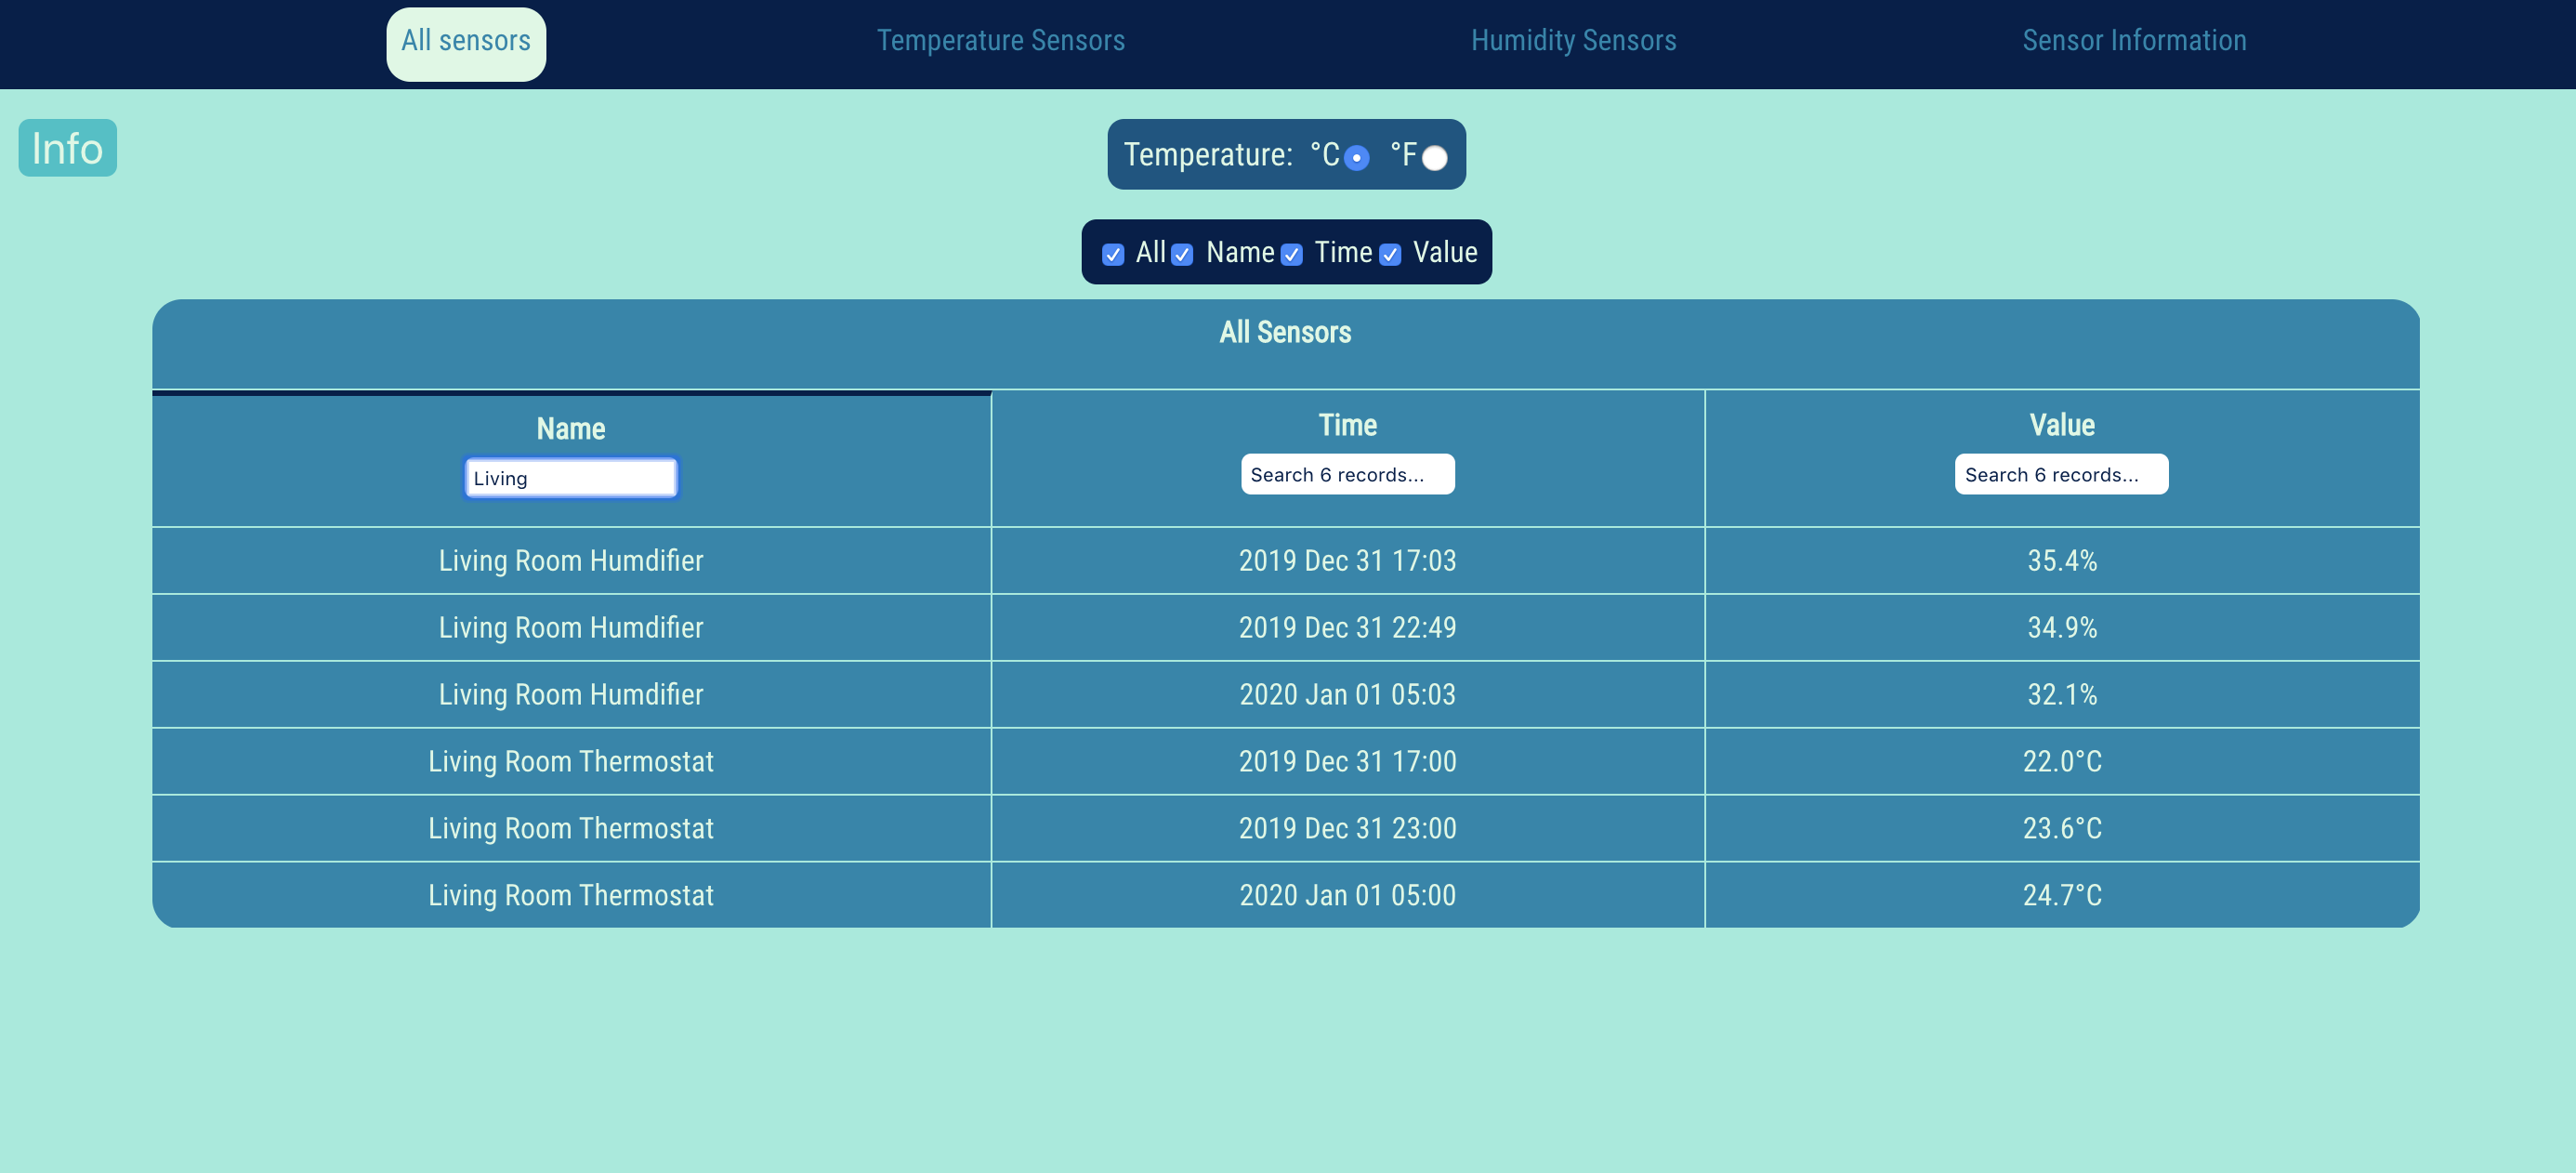 All sensors Temperature Sensors Humidity Sensors Sensor Information
Info
Temperature: °C °F
All Name Time Value
All Sensors
Name Time Value
Living Search 6 records... Search 6 records...
Living Room Humdifier 2019 Dec 31 17:03 35.4%
Living Room Humdifier 2019 Dec 31 22:49 34.9%
Living Room Humdifier 2020 Jan 01 05:03 32.1%
Living Room Thermostat 2019 Dec 31 17:00 22.0°C
Living Room Thermostat 2019 Dec 31 23:00 23.6°C
Living Room Thermostat 2020 Jan 01 05:00 24.7°C